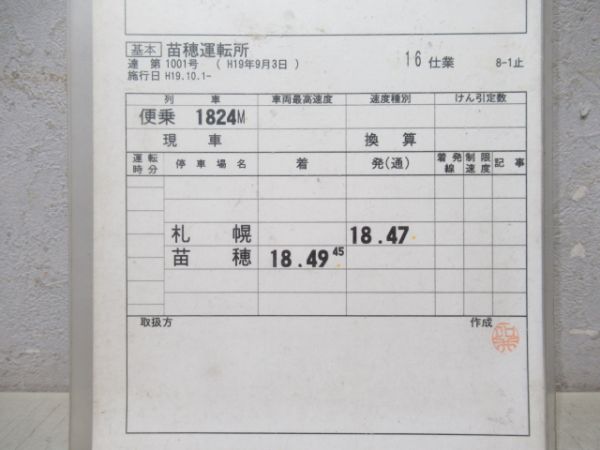 基本 苗穂運転所
達 第1001号 ( H19年9月3日 ) 16 仕業 8-1止
施行日 H19.10.1-
列車 車両最高速度 速度種別 けん引定数
便乗 1824M
現車 換算
運転時分 停車場名 着 発(通) 着発線 制限速度 記事
札幌 18.47
苗穂 18.49 45
取扱方 作成